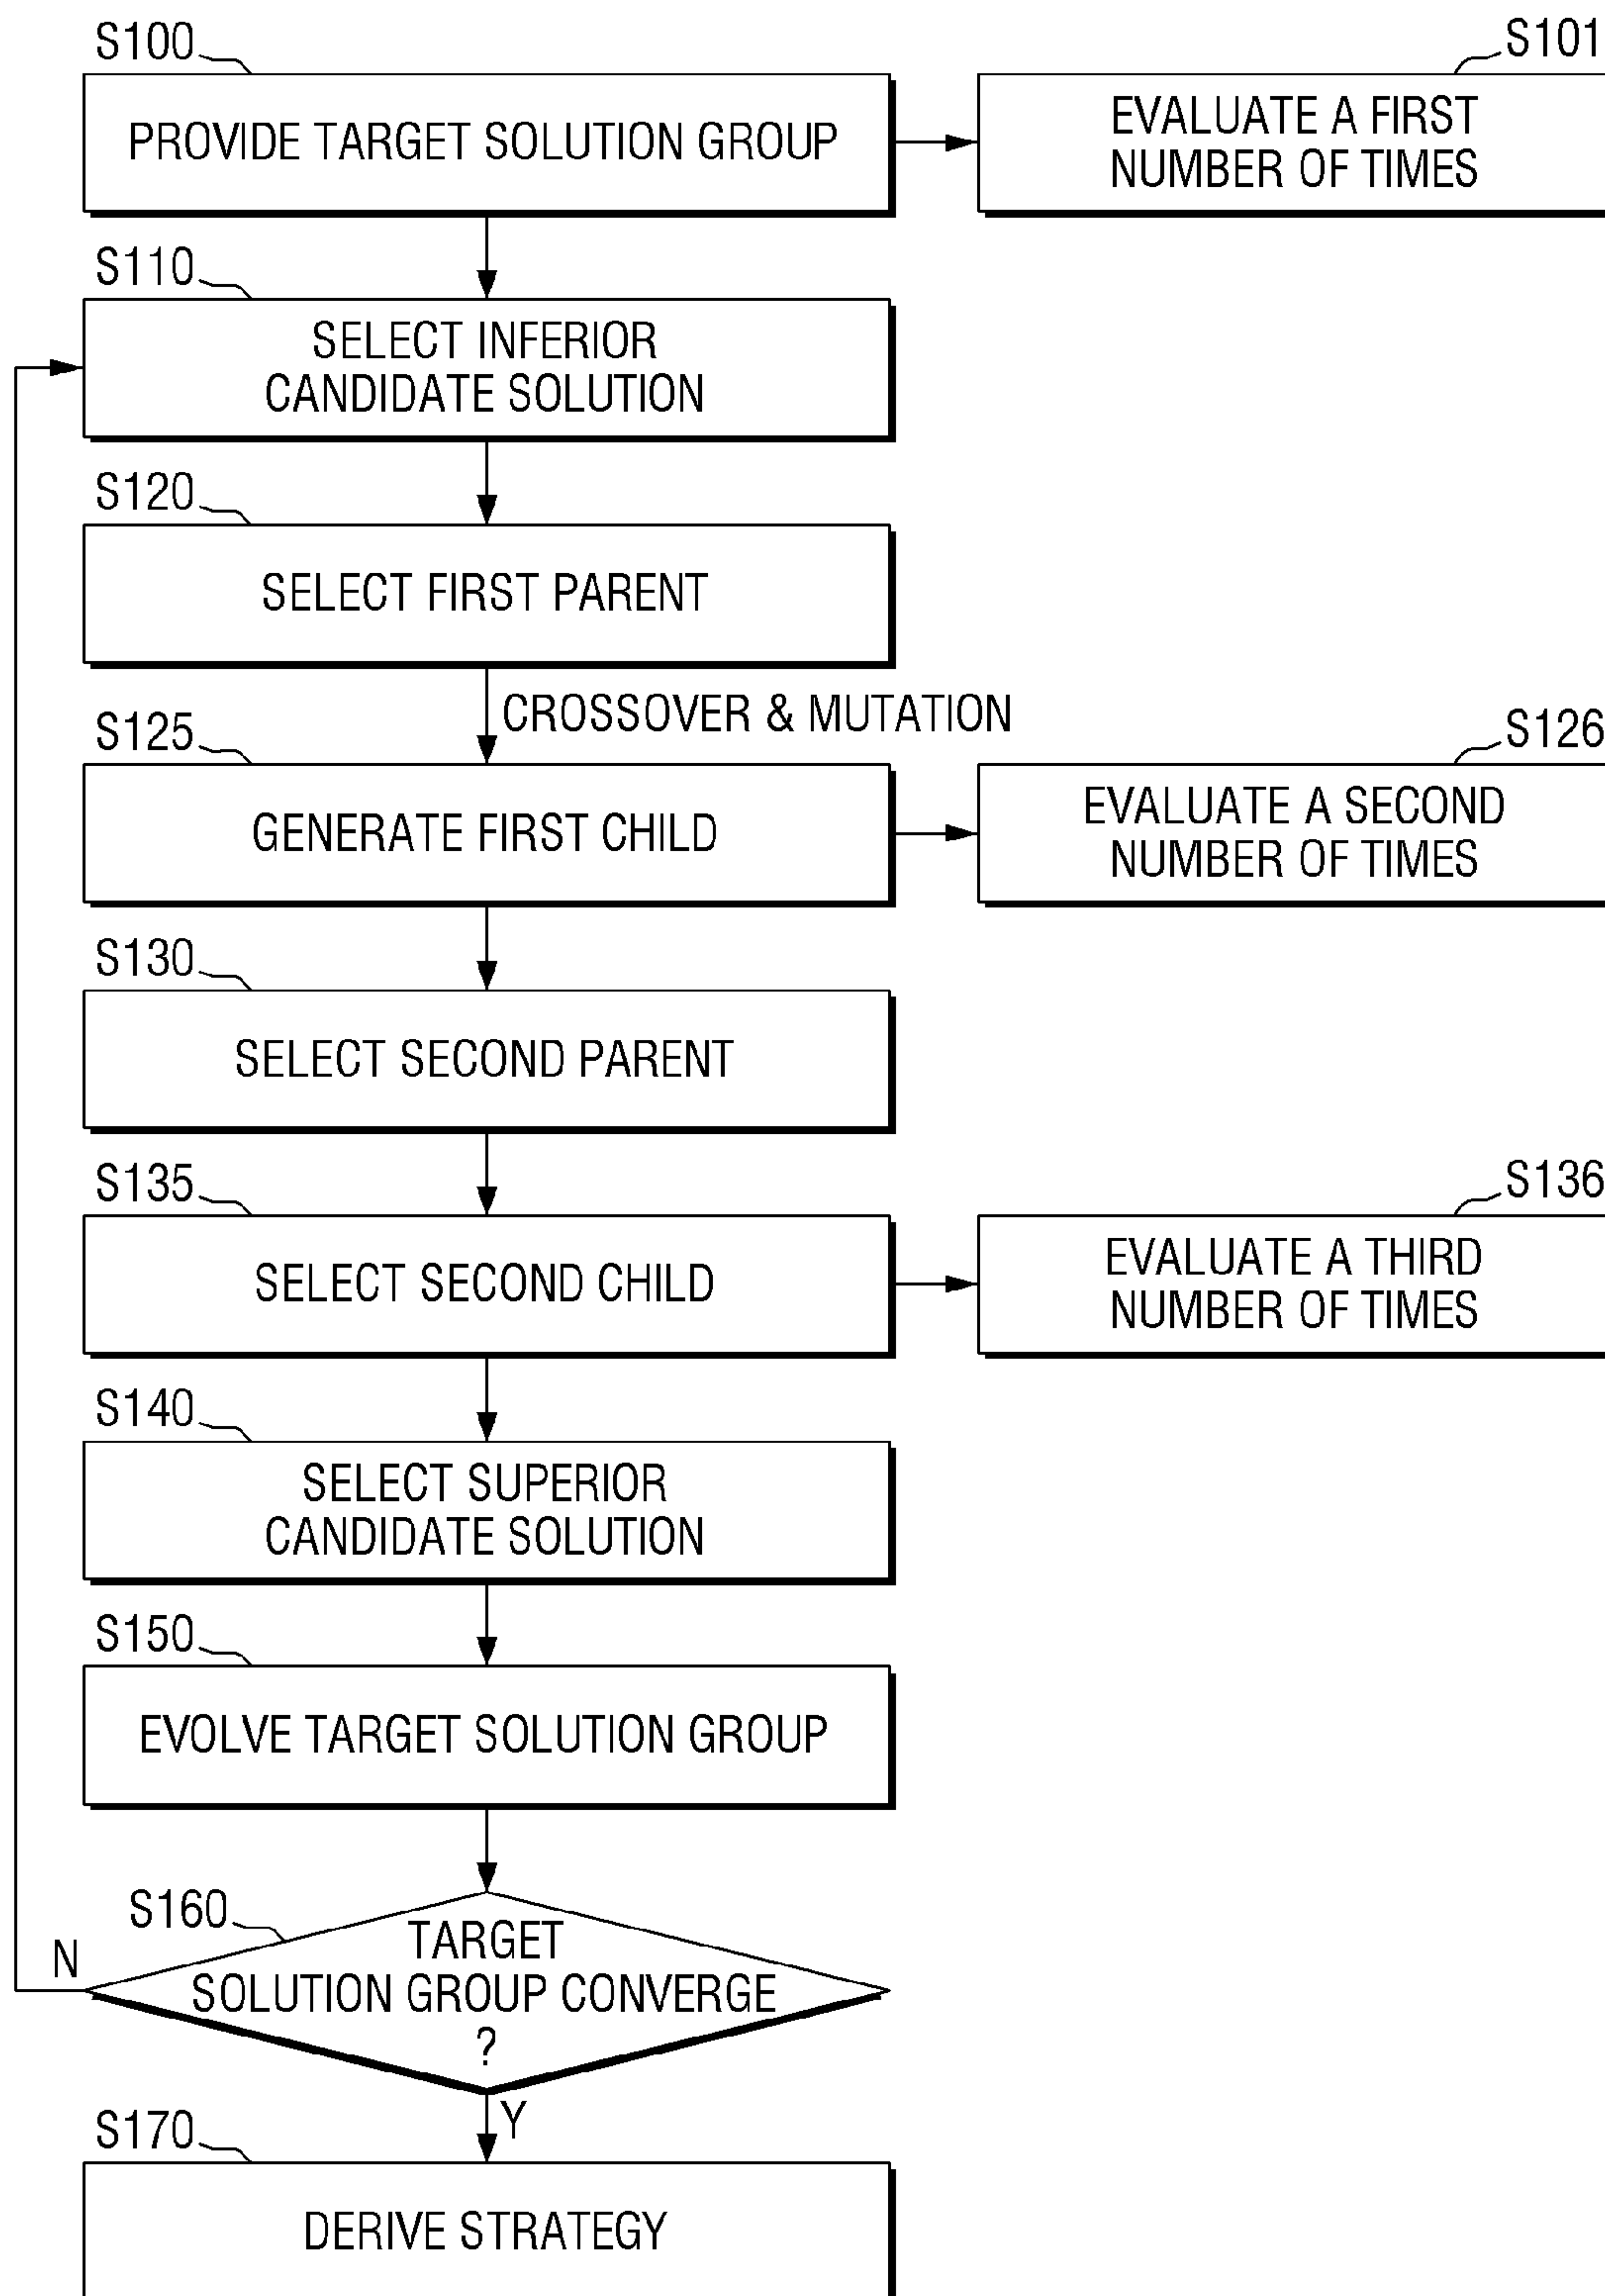 S100
S101
PROVIDE TARGET SOLUTION GROUP
EVALUATE A FIRST
NUMBER OF TIMES
S110
SELECT INFERIOR
CANDIDATE SOLUTION
S120
SELECT FIRST PARENT
CROSSOVER & MUTATION
S125
S126
GENERATE FIRST CHILD
EVALUATE A SECOND
NUMBER OF TIMES
S130
SELECT SECOND PARENT
S135
S136
SELECT SECOND CHILD
EVALUATE A THIRD
NUMBER OF TIMES
S140
SELECT SUPERIOR
CANDIDATE SOLUTION
S150
EVOLVE TARGET SOLUTION GROUP
S160
N
TARGET
SOLUTION GROUP CONVERGE
?
Y
S170
DERIVE STRATEGY